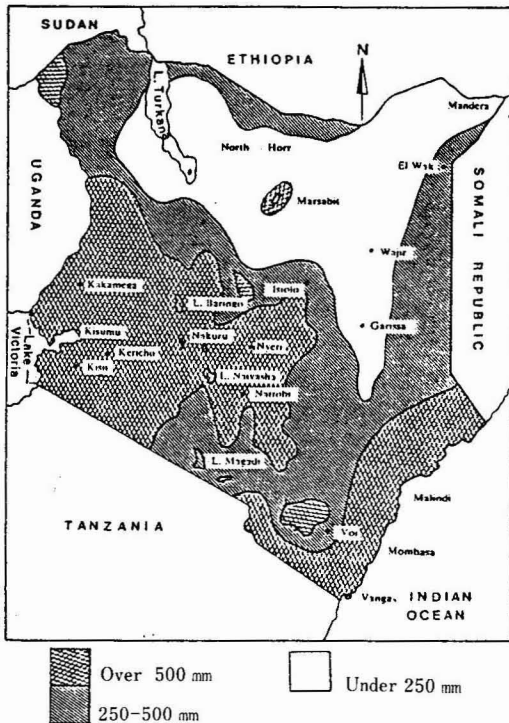 SUDAN
ETHIOPIA
N
L. Turkana
Mandera
North Horr
El Wak
UGANDA
Marsabit
SOMALI REPUBLIC
Wajir
Kakamega
L. Baringo
Isiolo
Lake Victoria
Kisumu
Nakuru
Nyeri
Garissa
Kericho
Kisii
L. Naivasha
Nairobi
L. Magadi
TANZANIA
Voi
Malindi
Mombasa
Vanga
INDIAN
OCEAN
Over 500 mm
Under 250 mm
250-500 mm